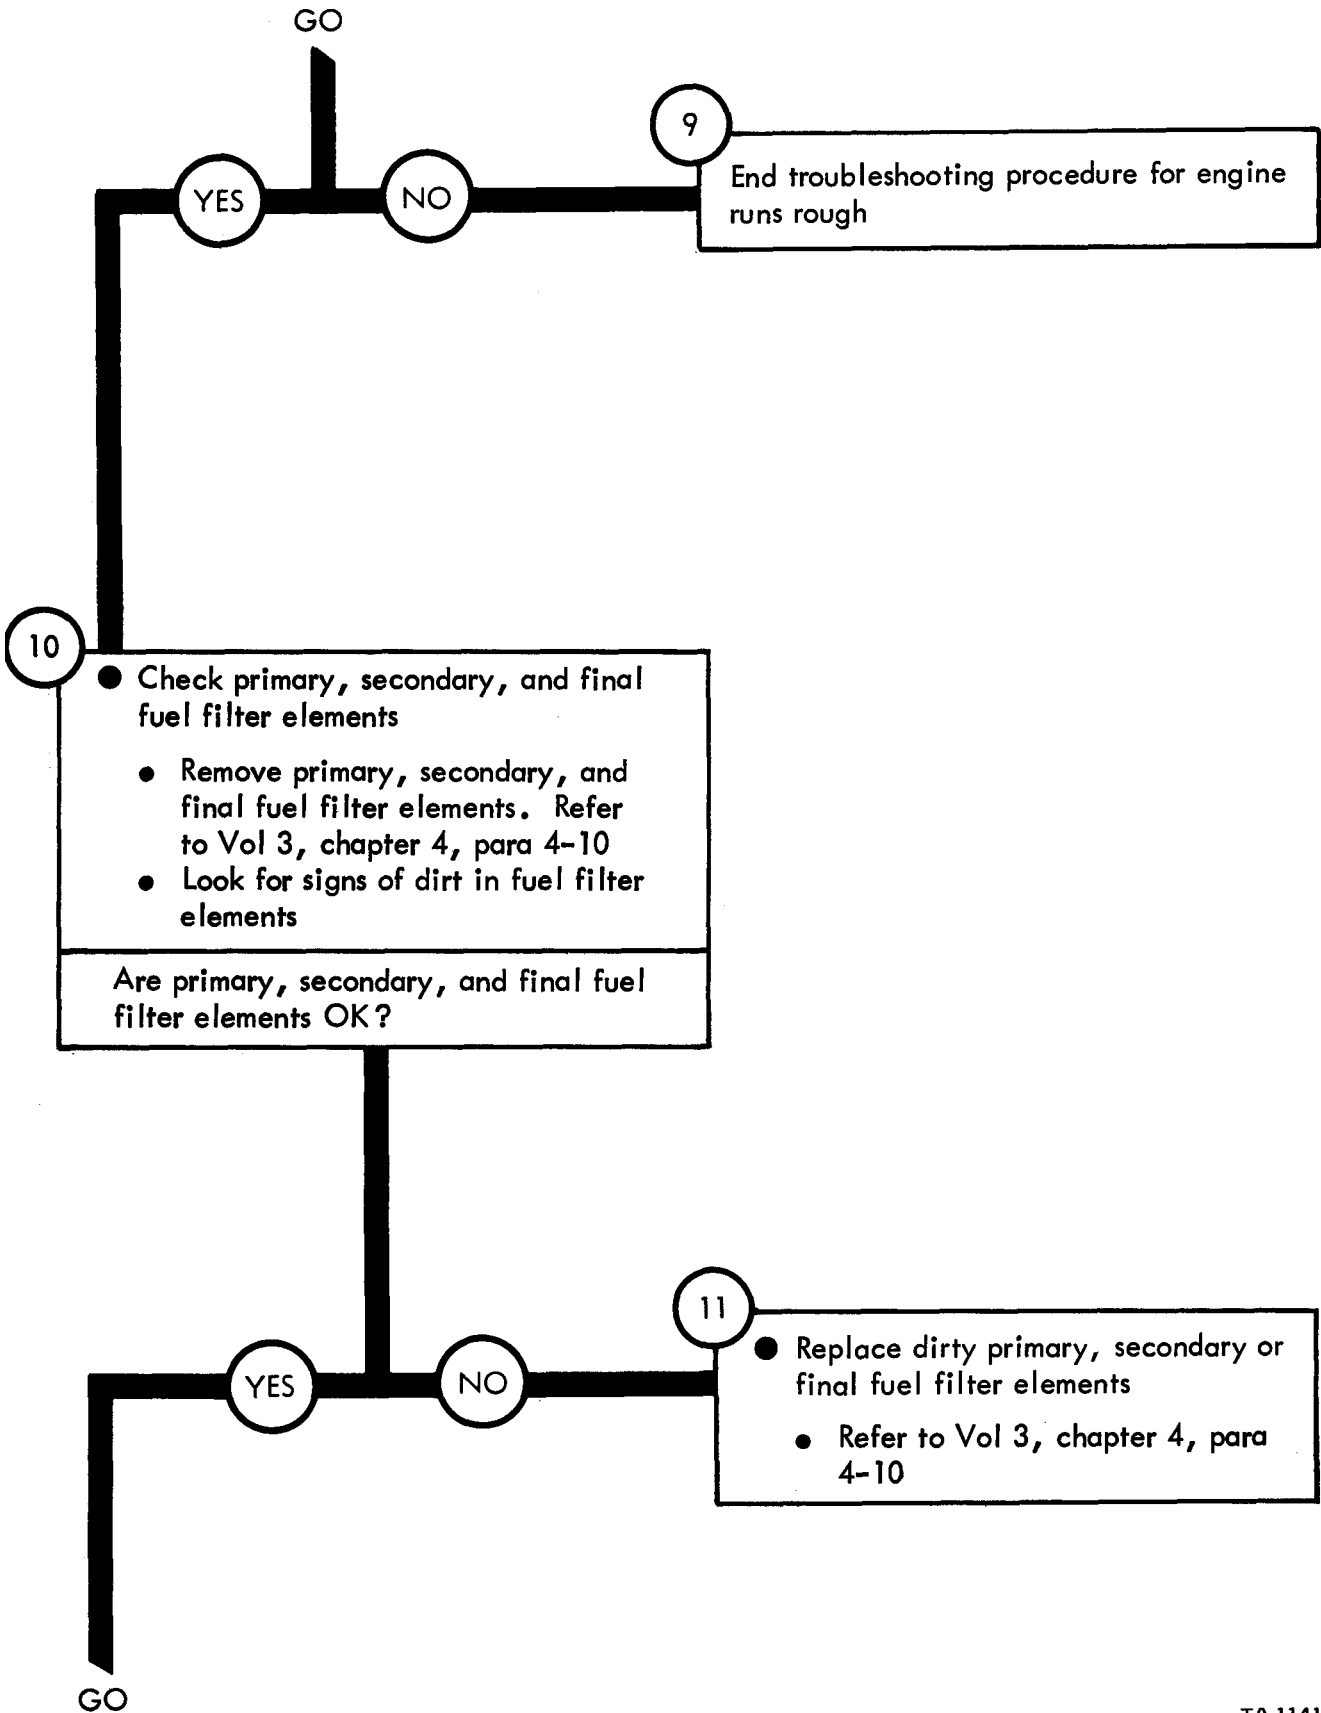 GO
YES
NO
9
End troubleshooting procedure for engine
runs rough
10
● Check primary, secondary, and final
fuel filter elements
● Remove primary, secondary, and
final fuel filter elements. Refer
to Vol 3, chapter 4, para 4-10
● Look for signs of dirt in fuel filter
elements
Are primary, secondary, and final fuel
filter elements OK?
YES
NO
11
● Replace dirty primary, secondary or
final fuel filter elements
● Refer to Vol 3, chapter 4, para
4-10
GO